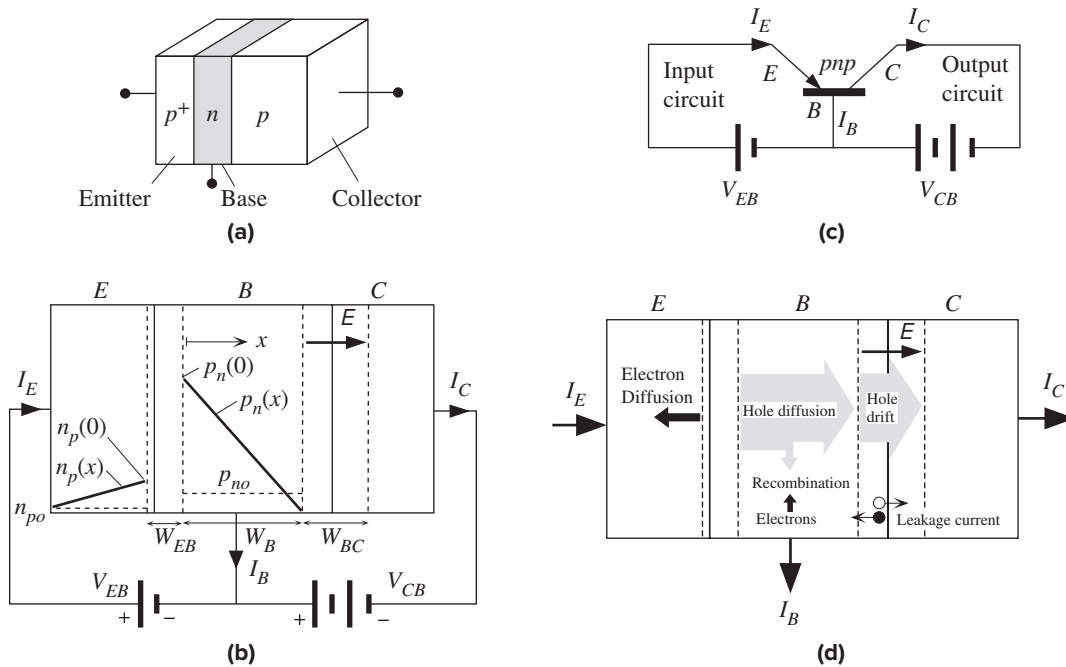 p+ n p
Emitter Base Collector
(a)
I_E I_C
pnp
E C
Input circuit
Output circuit
B I_B
V_EB V_CB
(c)
E B C
E
x
p_n(0)
p_n(x)
I_E I_C
n_p(0)
n_p(x)
p_no
n_po
W_EB W_B W_BC
I_B
V_EB V_CB
+ − + −
(b)
E B C
E
Electron
Diffusion
I_E I_C
Hole diffusion
Hole
drift
Recombination
Electrons
Leakage current
I_B
(d)